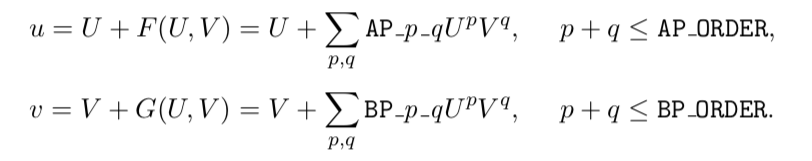 u = U + F(U, V) = U + ∑_{p,q} AP_p_qU^pV^q, p + q ≤ AP_ORDER,
v = V + G(U, V) = V + ∑_{p,q} BP_p_qU^pV^q, p + q ≤ BP_ORDER.